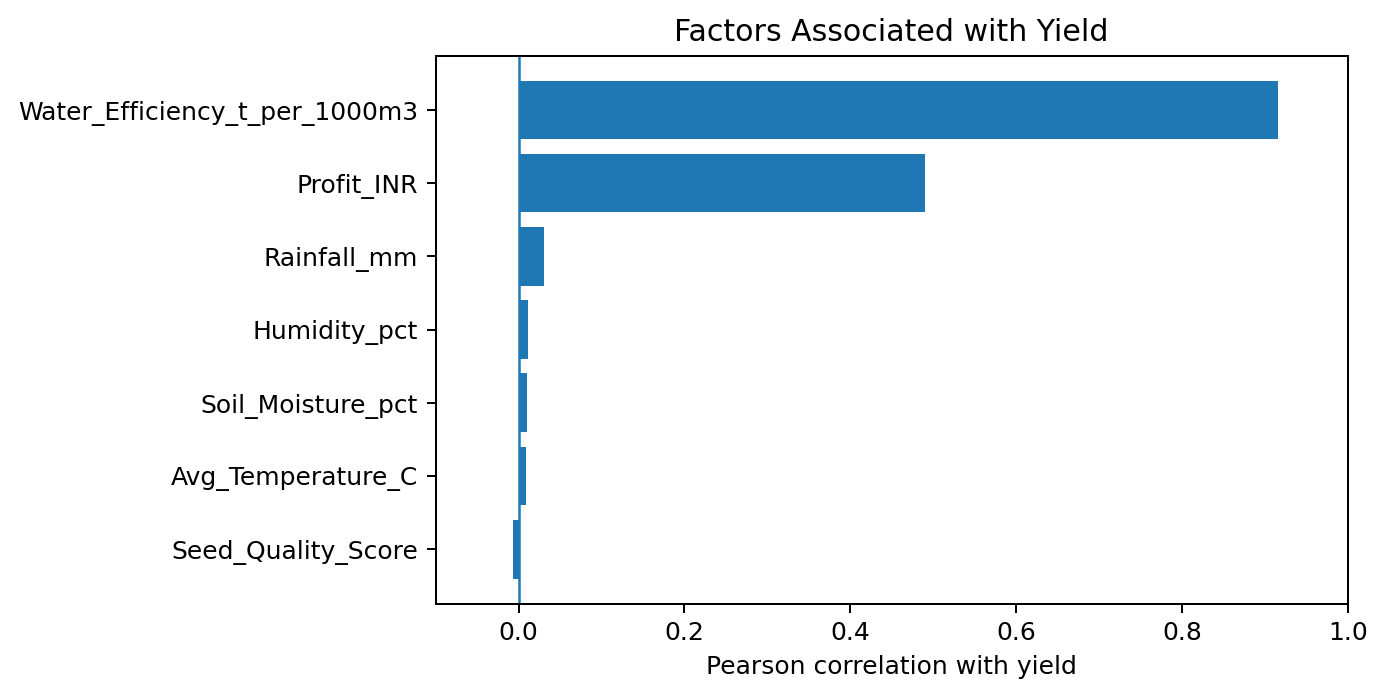 Factors Associated with Yield
Water_Efficiency_t_per_1000m3
Profit_INR
Rainfall_mm
Humidity_pct
Soil_Moisture_pct
Avg_Temperature_C
Seed_Quality_Score
0.0 0.2 0.4 0.6 0.8 1.0
Pearson correlation with yield